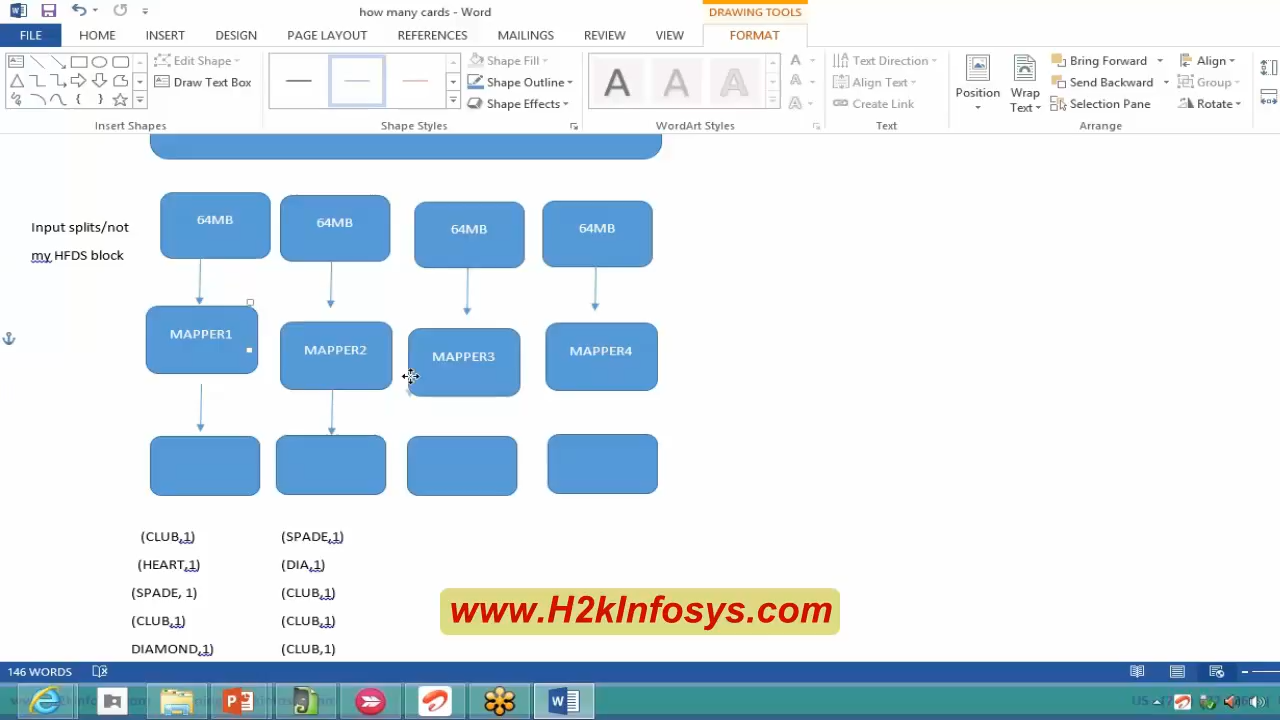 how many cards - Word
DRAWING TOOLS
FILE HOME INSERT DESIGN PAGE LAYOUT REFERENCES MAILINGS REVIEW VIEW FORMAT
Edit Shape
Draw Text Box
Insert Shapes
Shape Fill
Shape Outline
Shape Effects
Shape Styles
A A A
WordArt Styles
Text Direction
Align Text
Create Link
Text
Position
Wrap
Text
Bring Forward
Send Backward
Selection Pane
Align
Group
Rotate
Arrange
Input splits/not
my HFDS block
64MB 64MB 64MB 64MB
MAPPER1 MAPPER2 MAPPER3 MAPPER4
(CLUB,1) (SPADE,1)
(HEART,1) (DIA,1)
(SPADE, 1) (CLUB,1)
(CLUB,1) (CLUB,1)
DIAMOND,1) (CLUB,1)
www.H2kInfosys.com
146 WORDS